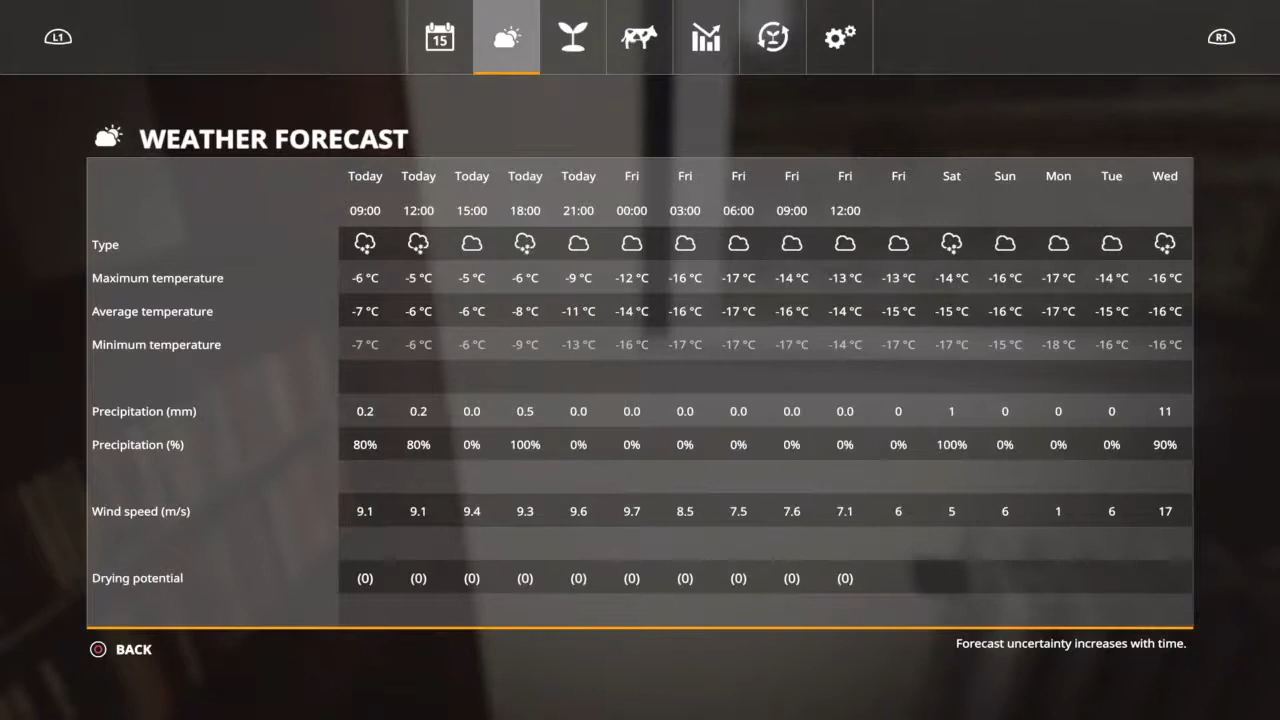 L1
15
R1
WEATHER FORECAST
Today Today Today Today Today Fri Fri Fri Fri Fri Fri Sat Sun Mon Tue Wed
09:00 12:00 15:00 18:00 21:00 00:00 03:00 06:00 09:00 12:00
Type
Maximum temperature -6 °C -5 °C -5 °C -6 °C -9 °C -12 °C -16 °C -17 °C -14 °C -13 °C -13 °C -14 °C -16 °C -17 °C -14 °C -16 °C
Average temperature -7 °C -6 °C -6 °C -8 °C -11 °C -14 °C -16 °C -17 °C -16 °C -14 °C -15 °C -15 °C -16 °C -17 °C -15 °C -16 °C
Minimum temperature -7 °C -6 °C -6 °C -9 °C -13 °C -16 °C -17 °C -17 °C -17 °C -14 °C -17 °C -17 °C -15 °C -18 °C -16 °C -16 °C
Precipitation (mm) 0.2 0.2 0.0 0.5 0.0 0.0 0.0 0.0 0.0 0.0 0 1 0 0 0 11
Precipitation (%) 80% 80% 0% 100% 0% 0% 0% 0% 0% 0% 0% 100% 0% 0% 0% 90%
Wind speed (m/s) 9.1 9.1 9.4 9.3 9.6 9.7 8.5 7.5 7.6 7.1 6 5 6 1 6 17
Drying potential (0) (0) (0) (0) (0) (0) (0) (0) (0) (0)
BACK
Forecast uncertainty increases with time.